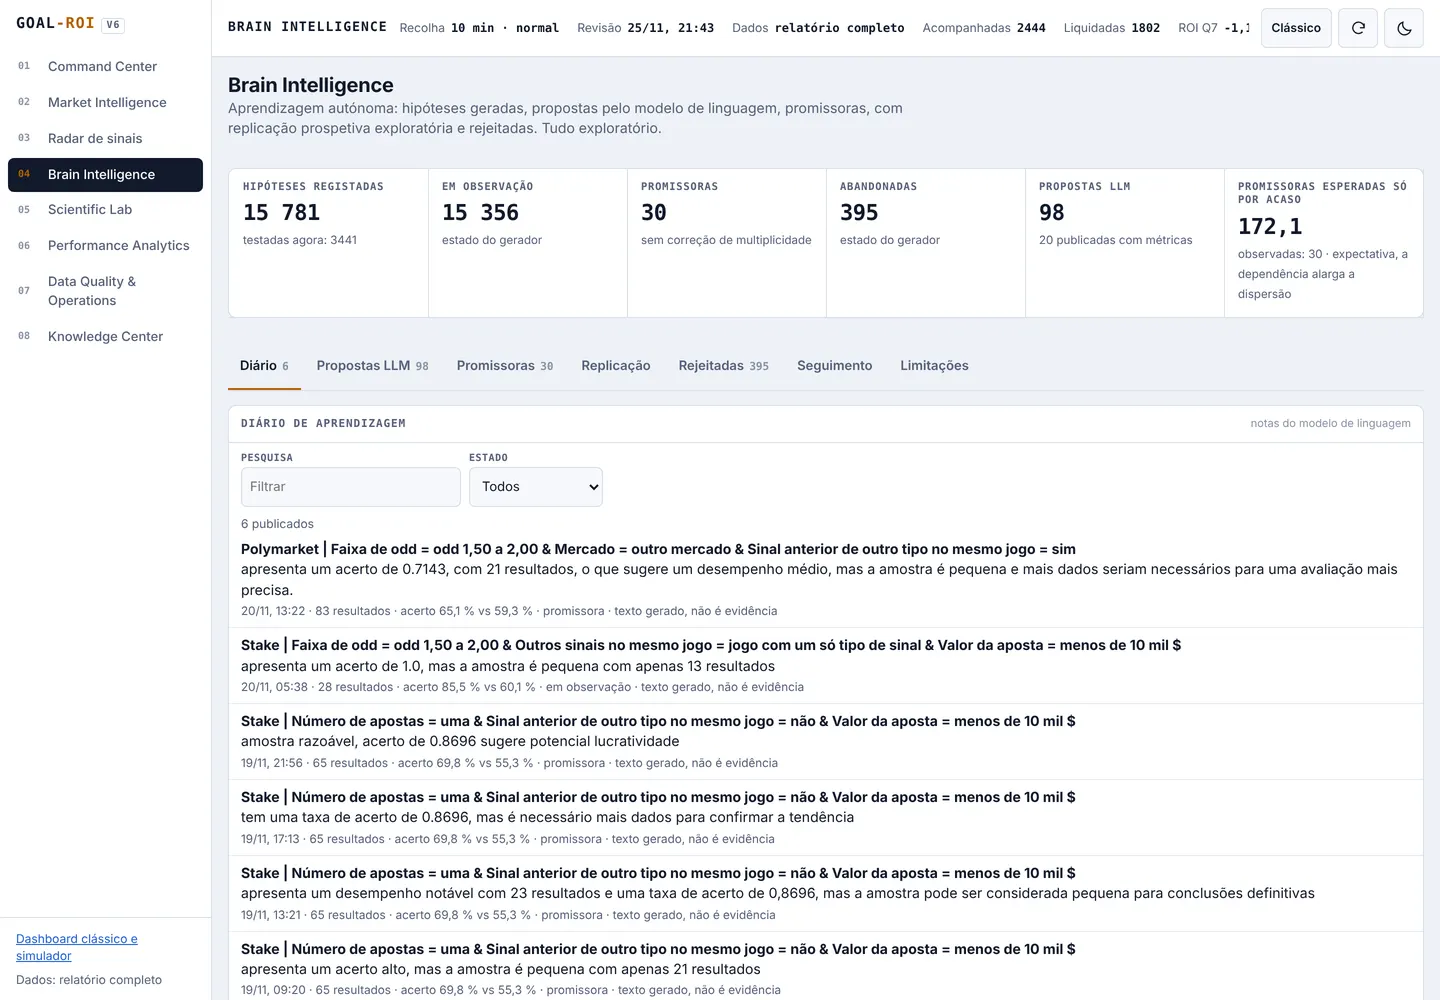 GOAL-ROI V6
01 Command Center
02 Market Intelligence
03 Radar de sinais
04 Brain Intelligence
05 Scientific Lab
06 Performance Analytics
07 Data Quality &
Operations
08 Knowledge Center
Dashboard clássico e
simulador
Dados: relatório completo
BRAIN INTELLIGENCE Recolha 10 min · normal Revisão 25/11, 21:43 Dados relatório completo Acompanhadas 2444 Liquidadas 1802 ROI Q7 -1,1 Clássico
Brain Intelligence
Aprendizagem autónoma: hipóteses geradas, propostas pelo modelo de linguagem, promissoras, com
replicação prospetiva exploratória e rejeitadas. Tudo exploratório.
HIPÓTESES REGISTADAS
15 781
testadas agora: 3441
EM OBSERVAÇÃO
15 356
estado do gerador
PROMISSORAS
30
sem correção de multiplicidade
ABANDONADAS
395
estado do gerador
PROPOSTAS LLM
98
20 publicadas com métricas
PROMISSORAS ESPERADAS SÓ
POR ACASO
172,1
observadas: 30 · expectativa, a
dependência alarga a
dispersão
Diário 6 Propostas LLM 98 Promissoras 30 Replicação Rejeitadas 395 Seguimento Limitações
DIÁRIO DE APRENDIZAGEM notas do modelo de linguagem
PESQUISA ESTADO
Filtrar Todos
6 publicados
Polymarket | Faixa de odd = odd 1,50 a 2,00 & Mercado = outro mercado & Sinal anterior de outro tipo no mesmo jogo = sim
apresenta um acerto de 0.7143, com 21 resultados, o que sugere um desempenho médio, mas a amostra é pequena e mais dados seriam necessários para uma avaliação mais
precisa.
20/11, 13:22 · 83 resultados · acerto 65,1 % vs 59,3 % · promissora · texto gerado, não é evidência
Stake | Faixa de odd = odd 1,50 a 2,00 & Outros sinais no mesmo jogo = jogo com um só tipo de sinal & Valor da aposta = menos de 10 mil $
apresenta um acerto de 1.0, mas a amostra é pequena com apenas 13 resultados
20/11, 05:38 · 28 resultados · acerto 85,5 % vs 60,1 % · em observação · texto gerado, não é evidência
Stake | Número de apostas = uma & Sinal anterior de outro tipo no mesmo jogo = não & Valor da aposta = menos de 10 mil $
amostra razoável, acerto de 0.8696 sugere potencial lucratividade
19/11, 21:56 · 65 resultados · acerto 69,8 % vs 55,3 % · promissora · texto gerado, não é evidência
Stake | Número de apostas = uma & Sinal anterior de outro tipo no mesmo jogo = não & Valor da aposta = menos de 10 mil $
tem uma taxa de acerto de 0.8696, mas é necessário mais dados para confirmar a tendência
19/11, 17:13 · 65 resultados · acerto 69,8 % vs 55,3 % · promissora · texto gerado, não é evidência
Stake | Número de apostas = uma & Sinal anterior de outro tipo no mesmo jogo = não & Valor da aposta = menos de 10 mil $
apresenta um desempenho notável com 23 resultados e uma taxa de acerto de 0,8696, mas a amostra pode ser considerada pequena para conclusões definitivas
19/11, 13:21 · 65 resultados · acerto 69,8 % vs 55,3 % · promissora · texto gerado, não é evidência
Stake | Número de apostas = uma & Sinal anterior de outro tipo no mesmo jogo = não & Valor da aposta = menos de 10 mil $
apresenta um acerto alto, mas a amostra é pequena com apenas 21 resultados
19/11, 09:20 · 65 resultados · acerto 69,8 % vs 55,3 % · promissora · texto gerado, não é evidência